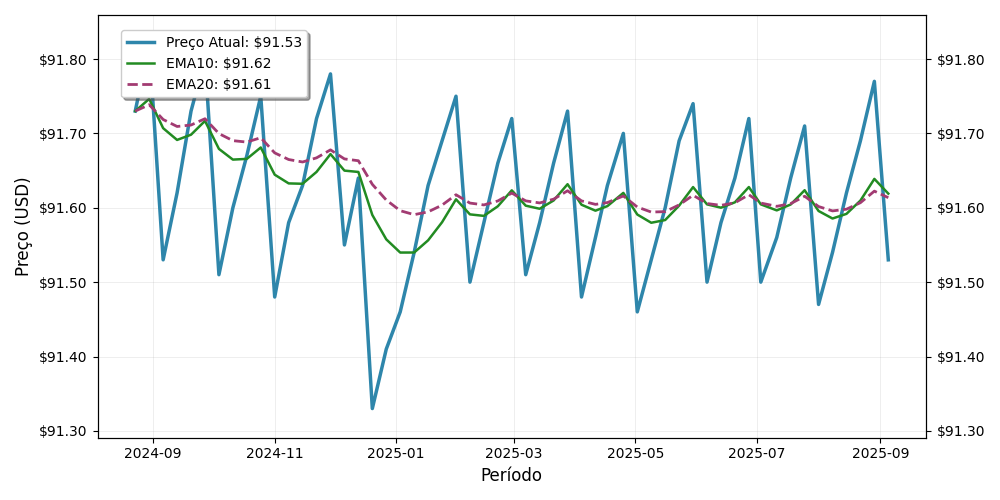 Preço Atual: $91.53
EMA10: $91.62
EMA20: $91.61
$91.80 $91.80
$91.70 $91.70
$91.60 $91.60
$91.50 $91.50
$91.40 $91.40
$91.30 $91.30
Preço (USD)
2024-09 2024-11 2025-01 2025-03 2025-05 2025-07 2025-09
Período